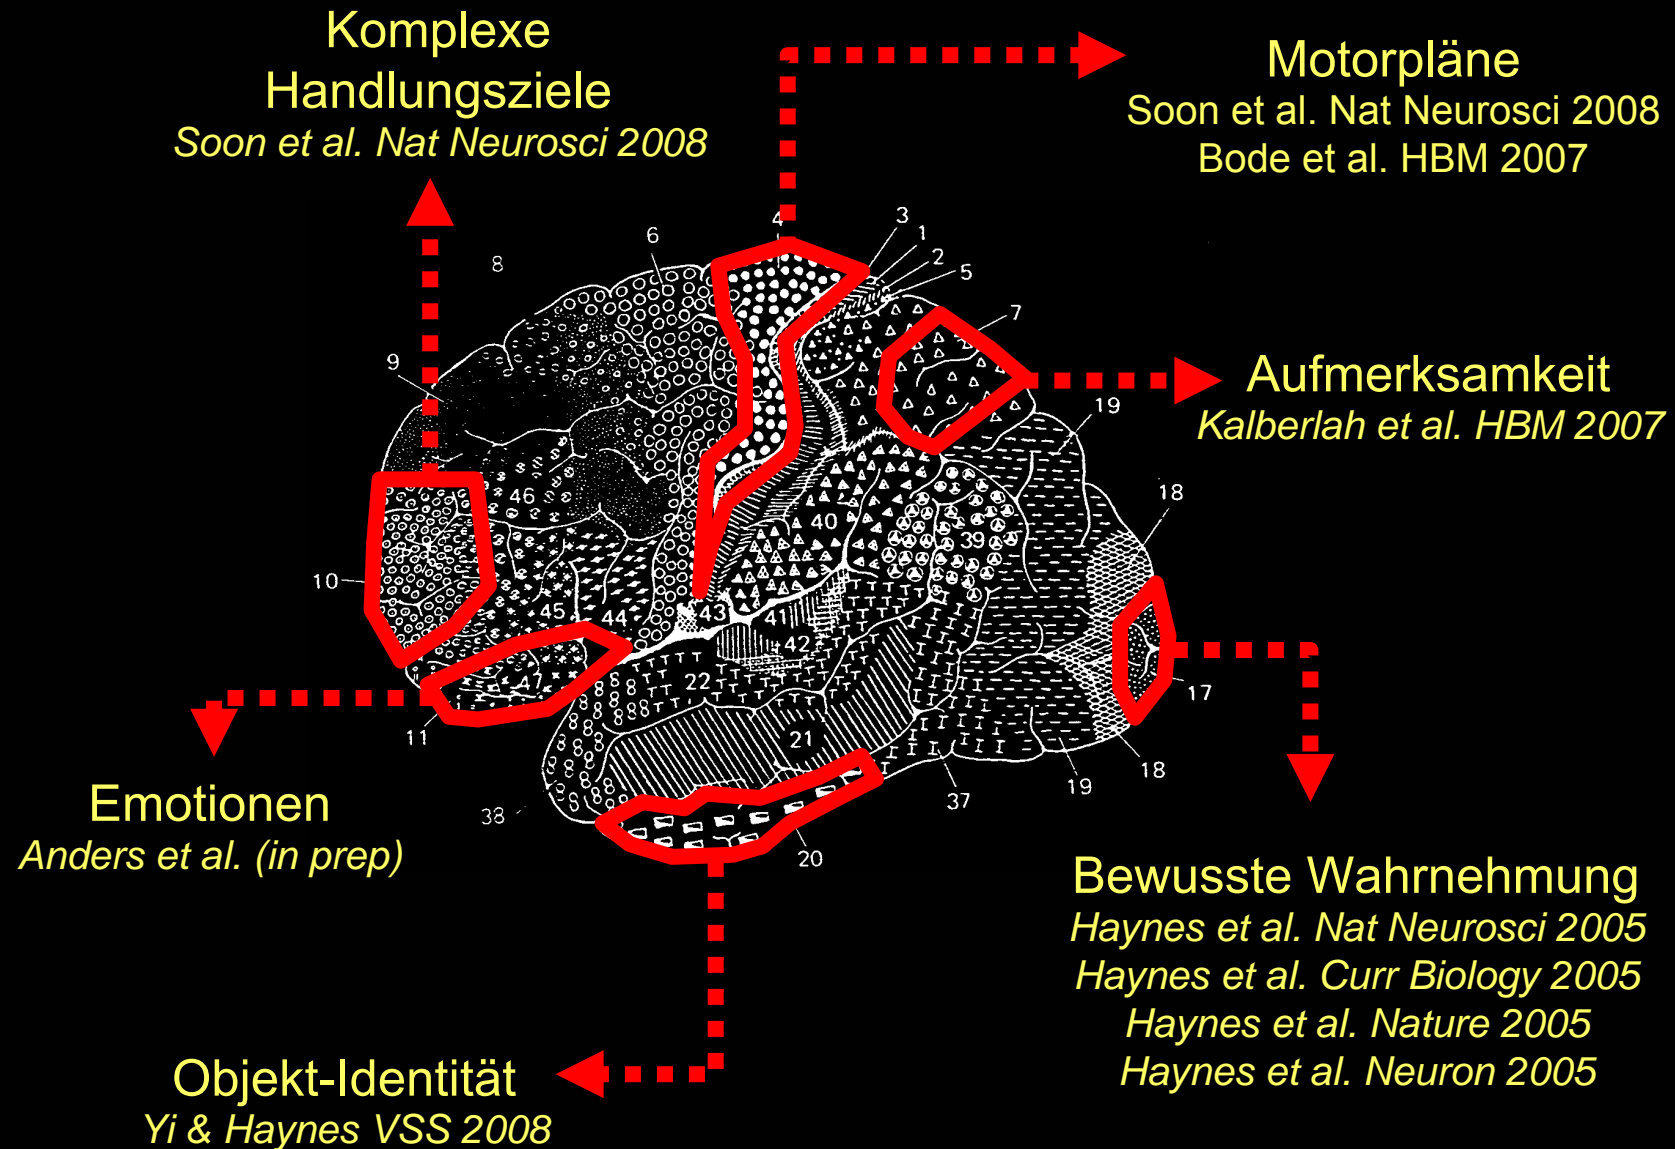 Komplexe
Handlungsziele
Soon et al. Nat Neurosci 2008
Motorpläne
Soon et al. Nat Neurosci 2008
Bode et al. HBM 2007
4
3
1
2
5
6
8
7
9
Aufmerksamkeit
Kalberlah et al. HBM 2007
19
18
46
40
39
10
45
44
43
41
42
47
22
17
11
21
18
19
37
38
20
Emotionen
Anders et al. (in prep)
Bewusste Wahrnehmung
Haynes et al. Nat Neurosci 2005
Haynes et al. Curr Biology 2005
Haynes et al. Nature 2005
Haynes et al. Neuron 2005
Objekt-Identität
Yi & Haynes VSS 2008